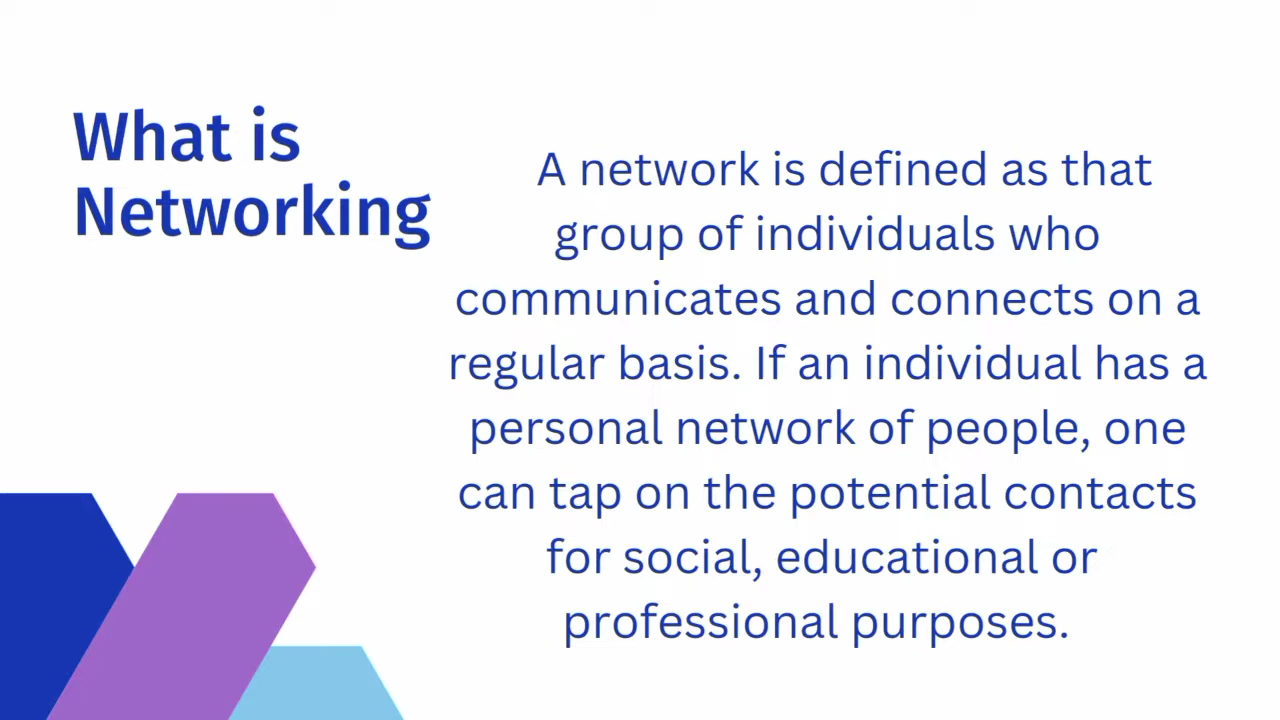 What is
Networking
A network is defined as that
group of individuals who
communicates and connects on a
regular basis. If an individual has a
personal network of people, one
can tap on the potential contacts
for social, educational or
professional purposes.